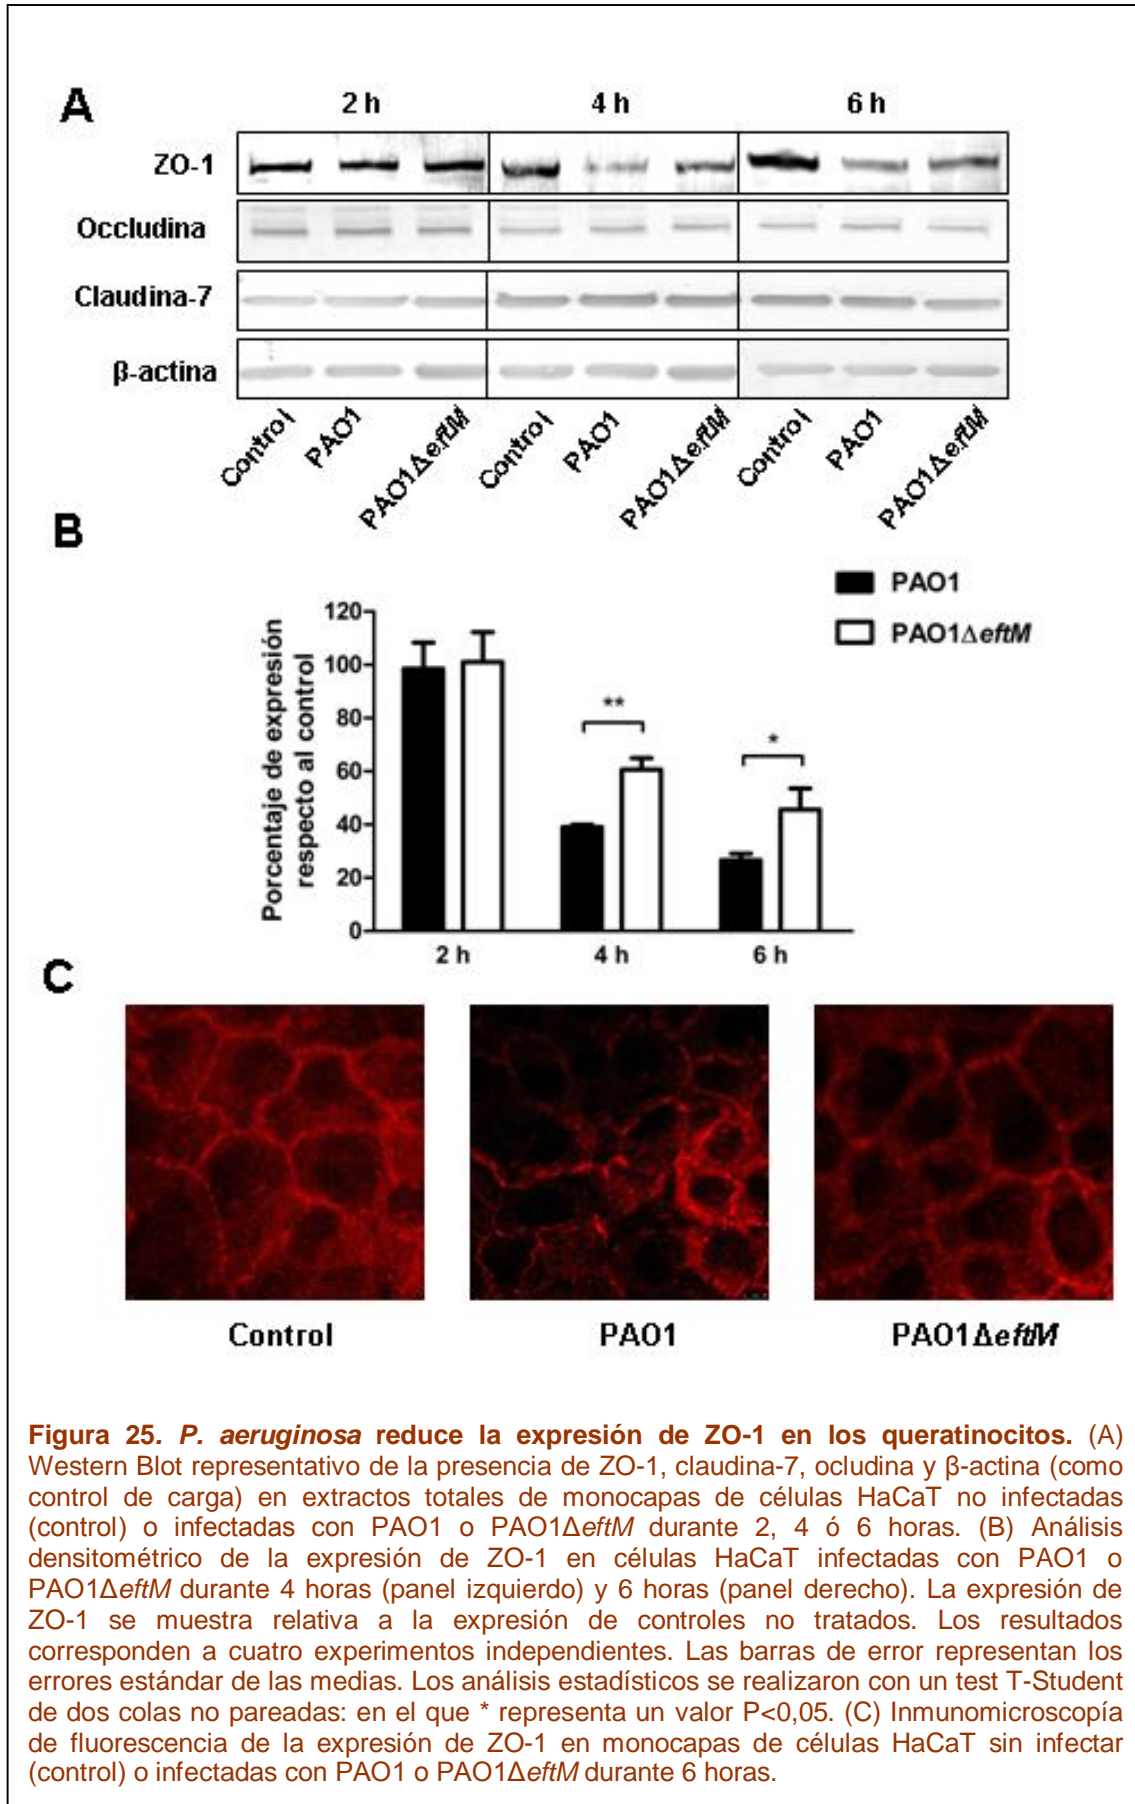 A
2 h 4 h 6 h
ZO-1
Occludina
Claudina-7
β-actina
Control PAO1 PAO1ΔeftM Control PAO1 PAO1ΔeftM Control PAO1 PAO1ΔeftM
B
PAO1
PAO1ΔeftM
Porcentaje de expresión
respecto al control
120
100
80
60
40
20
0
**
*
2 h 4 h 6 h
C
Control PAO1 PAO1ΔeftM
Figura 25. P. aeruginosa reduce la expresión de ZO-1 en los queratinocitos. (A)
Western Blot representativo de la presencia de ZO-1, claudina-7, ocludina y β-actina (como
control de carga) en extractos totales de monocapas de células HaCaT no infectadas
(control) o infectadas con PAO1 o PAO1ΔeftM durante 2, 4 ó 6 horas. (B) Análisis
densitométrico de la expresión de ZO-1 en células HaCaT infectadas con PAO1 o
PAO1ΔeftM durante 4 horas (panel izquierdo) y 6 horas (panel derecho). La expresión de
ZO-1 se muestra relativa a la expresión de controles no tratados. Los resultados
corresponden a cuatro experimentos independientes. Las barras de error representan los
errores estándar de las medias. Los análisis estadísticos se realizaron con un test T-Student
de dos colas no pareadas: en el que * representa un valor P<0,05. (C) Inmunomicroscopía
de fluorescencia de la expresión de ZO-1 en monocapas de células HaCaT sin infectar
(control) o infectadas con PAO1 o PAO1ΔeftM durante 6 horas.